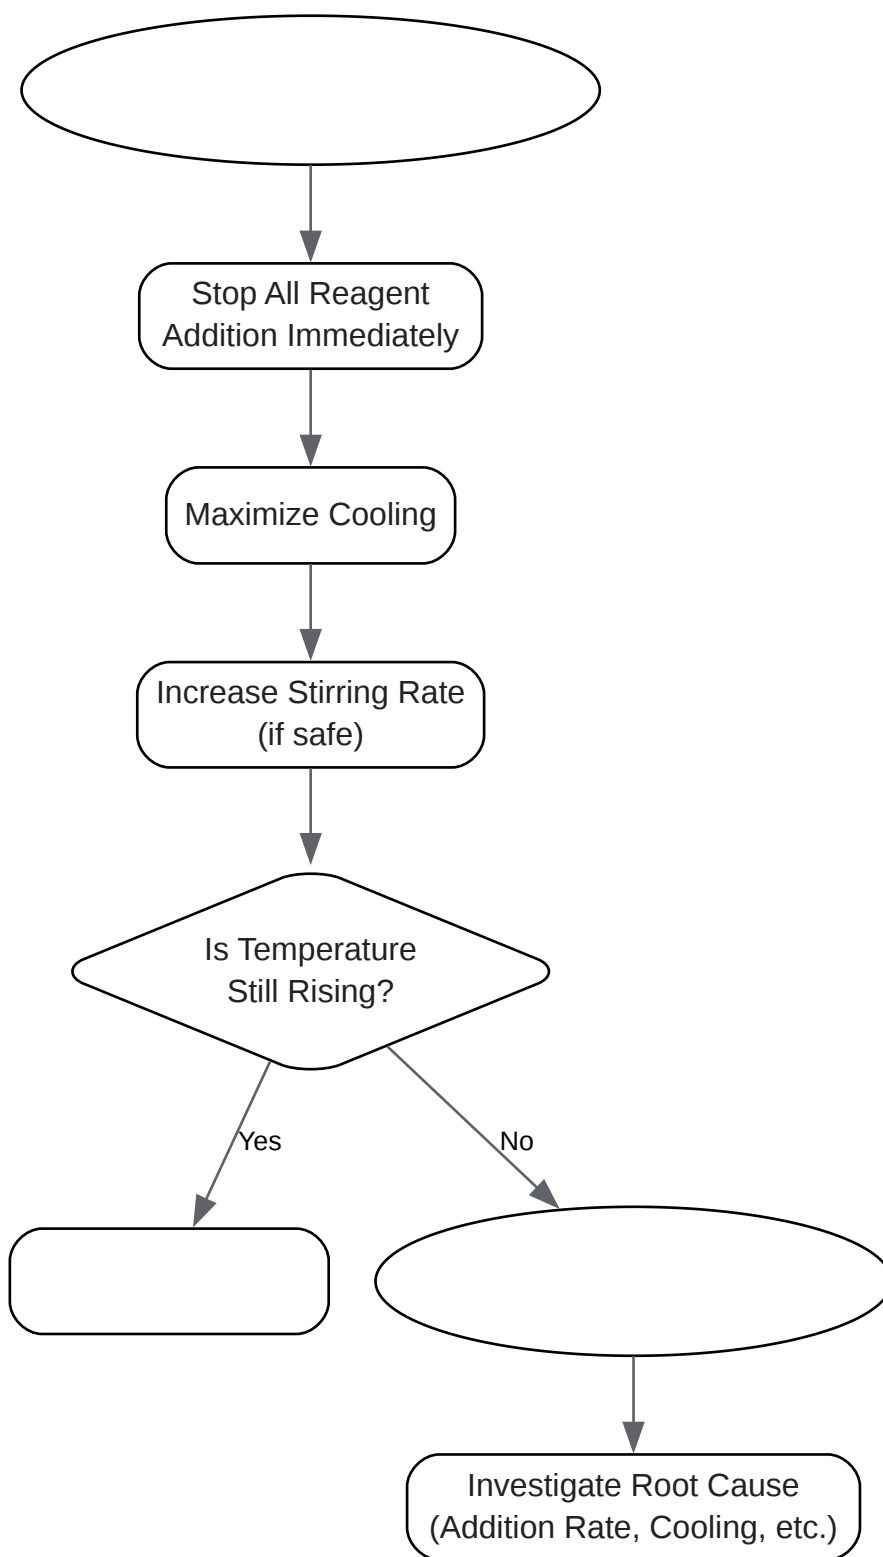 Stop All Reagent
Addition Immediately
Maximize Cooling
Increase Stirring Rate
(if safe)
Is Temperature
Still Rising?
Yes
No
Investigate Root Cause
(Addition Rate, Cooling, etc.)